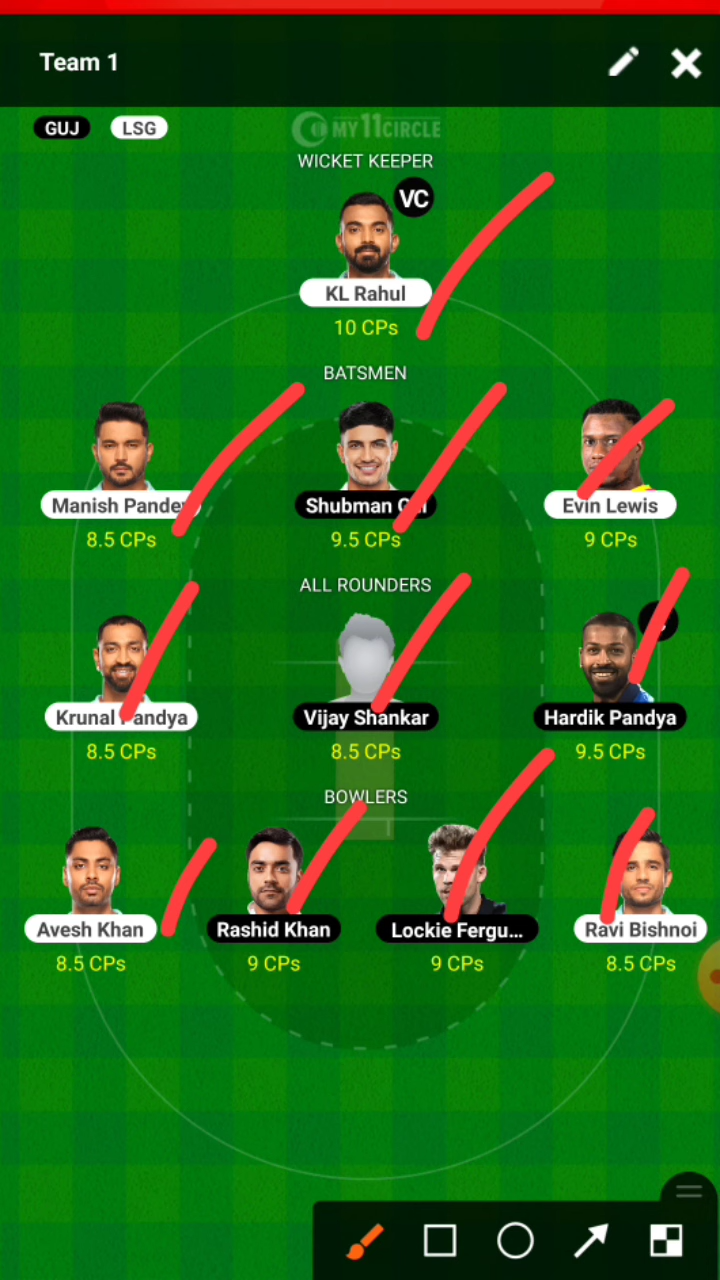 Team 1
GUJ LSG
MY11CIRCLE
WICKET KEEPER
VC
KL Rahul
10 CPs
BATSMEN
Manish Pandey Shubman Gill Evin Lewis
8.5 CPs 9.5 CPs 9 CPs
ALL ROUNDERS
Krunal Pandya Vijay Shankar Hardik Pandya
8.5 CPs 8.5 CPs 9.5 CPs
BOWLERS
Avesh Khan Rashid Khan Lockie Fergu... Ravi Bishnoi
8.5 CPs 9 CPs 9 CPs 8.5 CPs